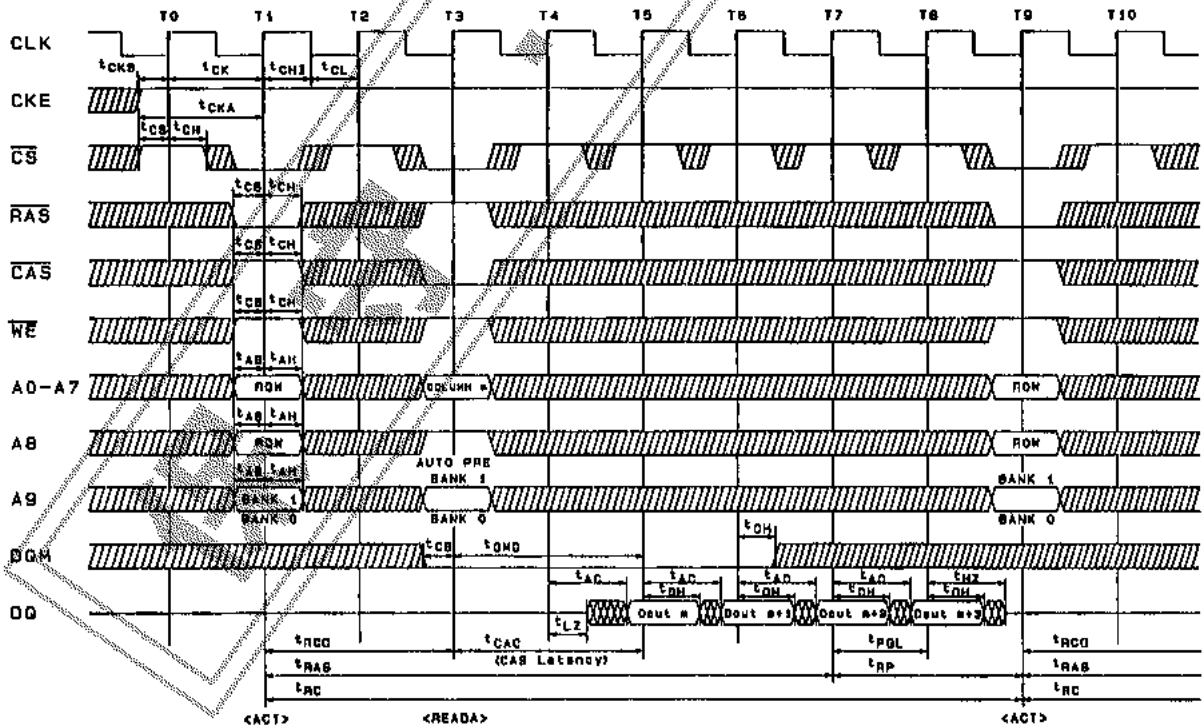 T0 T1 T2 T3 T4 T5 T6 T7 T8 T9 T10
CLK
tCKS tCK tCHI tCL
CKE
tCKA
tCS tCH
CS
tCS tCH
RAS
tCS tCH
CAS
tCS tCH
WE
tAS tAH
A0-A7 ROW COLUMN m ROW
tAS tAH
A8 ROW ROW
AUTO PRE
tAS tAH BANK 1 BANK 1
A9 BANK 1
BANK 0 BANK 0 BANK 0
DQM tCS tQMD tCH
tAC tAC tAC tAC tHZ
tOH tOH tOH tOH
DQ Dout m Dout m+1 Dout m+2 Dout m+3
tLZ
tRCD tCAC tPQL tRCD
(CAS Latency)
tRAS tRP tRAS
tRC tRC
<ACT> <READA> <ACT>